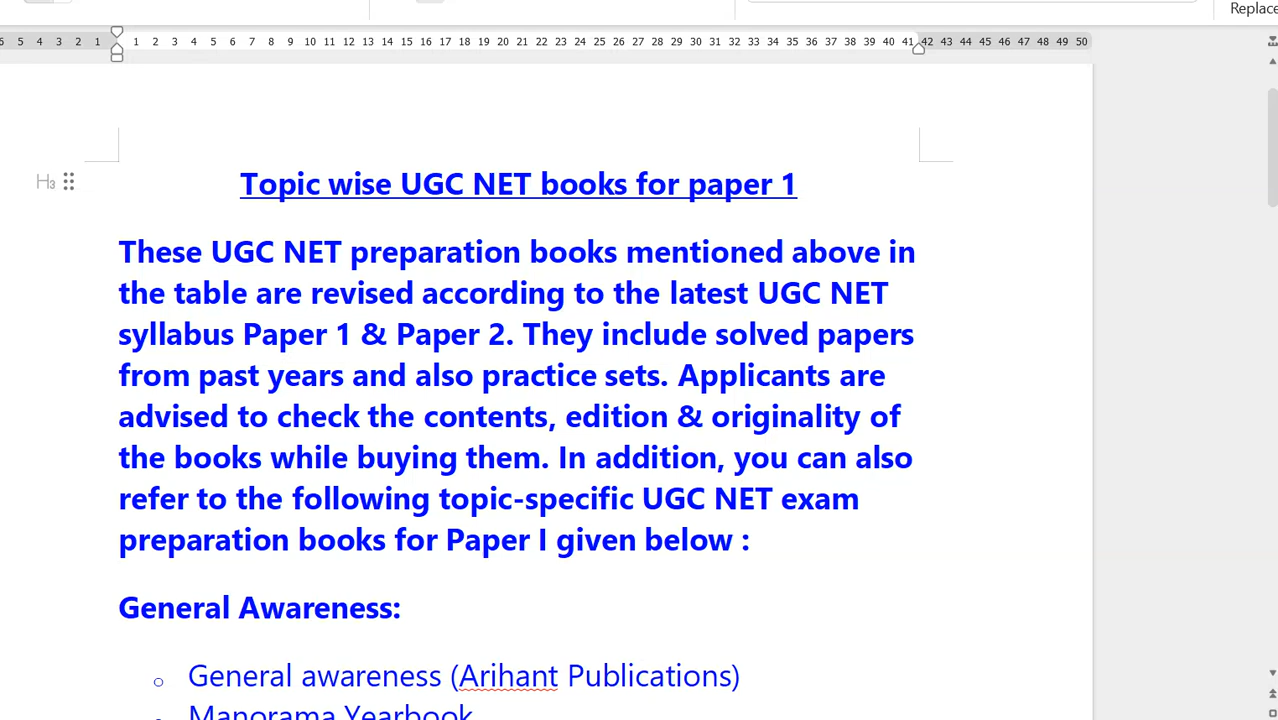 Replace
6 5 4 3 2 1 1 2 3 4 5 6 7 8 9 10 11 12 13 14 15 16 17 18 19 20 21 22 23 24 25 26 27 28 29 30 31 32 33 34 35 36 37 38 39 40 41 42 43 44 45 46 47 48 49 50
H3 Topic wise UGC NET books for paper 1
These UGC NET preparation books mentioned above in
the table are revised according to the latest UGC NET
syllabus Paper 1 & Paper 2. They include solved papers
from past years and also practice sets. Applicants are
advised to check the contents, edition & originality of
the books while buying them. In addition, you can also
refer to the following topic-specific UGC NET exam
preparation books for Paper I given below :
General Awareness:
General awareness (Arihant Publications)
Manorama Yearbook